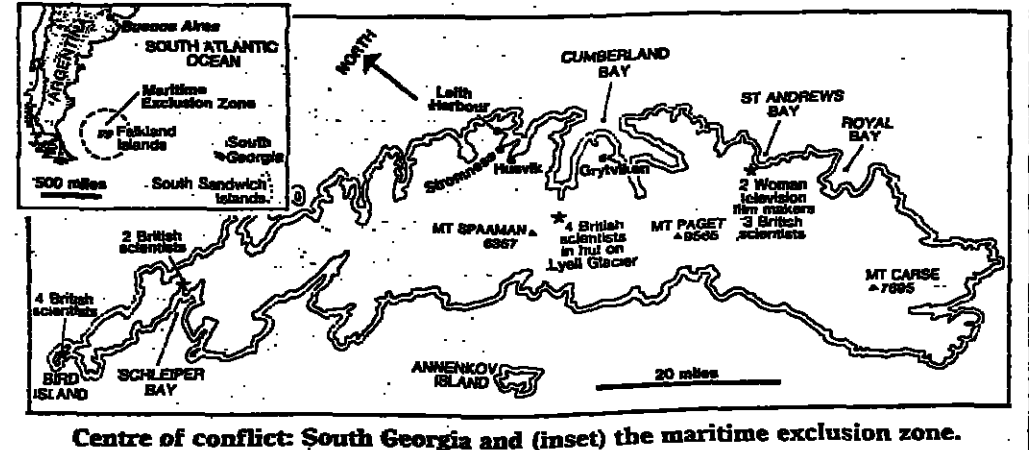 Buenos Aires
SOUTH ATLANTIC
OCEAN
ARGENTINA
Maritime
Exclusion Zone
Falkland
Islands
South
Georgia
500 miles
South Sandwich
Islands
NORTH
Leith
Harbour
CUMBERLAND
BAY
ST ANDREWS
BAY
ROYAL
BAY
Stromness
Husvik
Grytviken
2 Woman
television
film makers
3 British
scientists
MT SPAAMAN
6367
4 British
scientists
in hut on
Lyell Glacier
MT PAGET
9565
MT CARSE
7695
2 British
scientists
4 British
scientists
BIRD
ISLAND
SCHLEIPER
BAY
ANNENKOV
ISLAND
20 miles
Centre of conflict: South Georgia and (inset) the maritime exclusion zone.